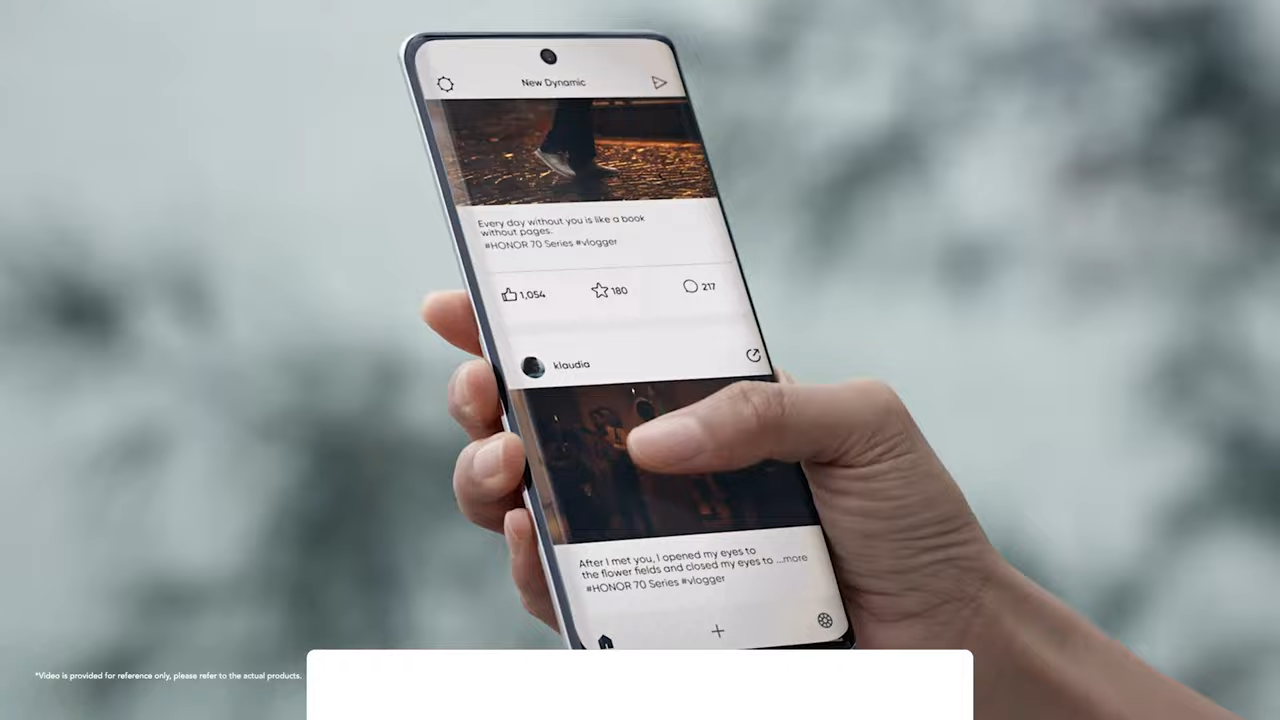 New Dynamic
Every day without you is like a book
without pages.
#HONOR 70 Series #vlogger
1,054
180
217
klaudia
After I met you, I opened my eyes to
the flower fields and closed my eyes to ...more
#HONOR 70 Series #vlogger
*Video is provided for reference only, please refer to the actual products.